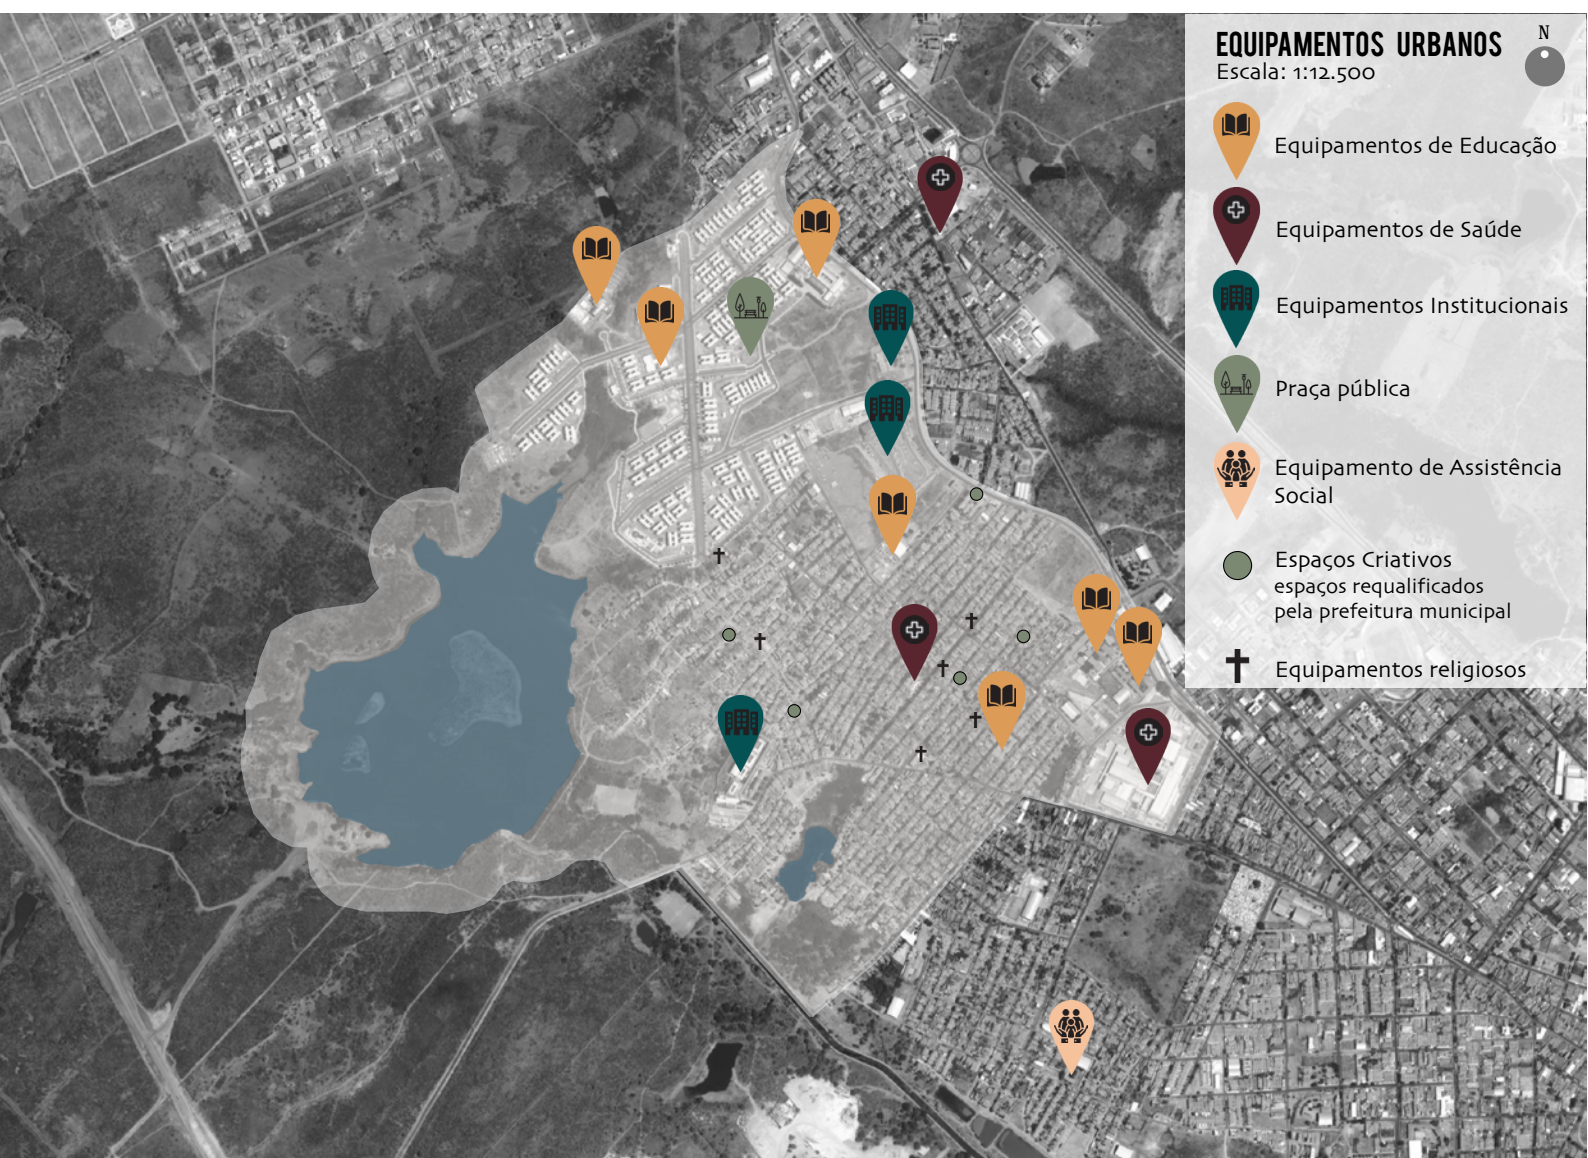 EQUIPAMENTOS URBANOS
N
Escala: 1:12.500
Equipamentos de Educação
Equipamentos de Saúde
Equipamentos Institucionais
Praça pública
Equipamento de Assistência
Social
Espaços Criativos
espaços requalificados
pela prefeitura municipal
Equipamentos religiosos